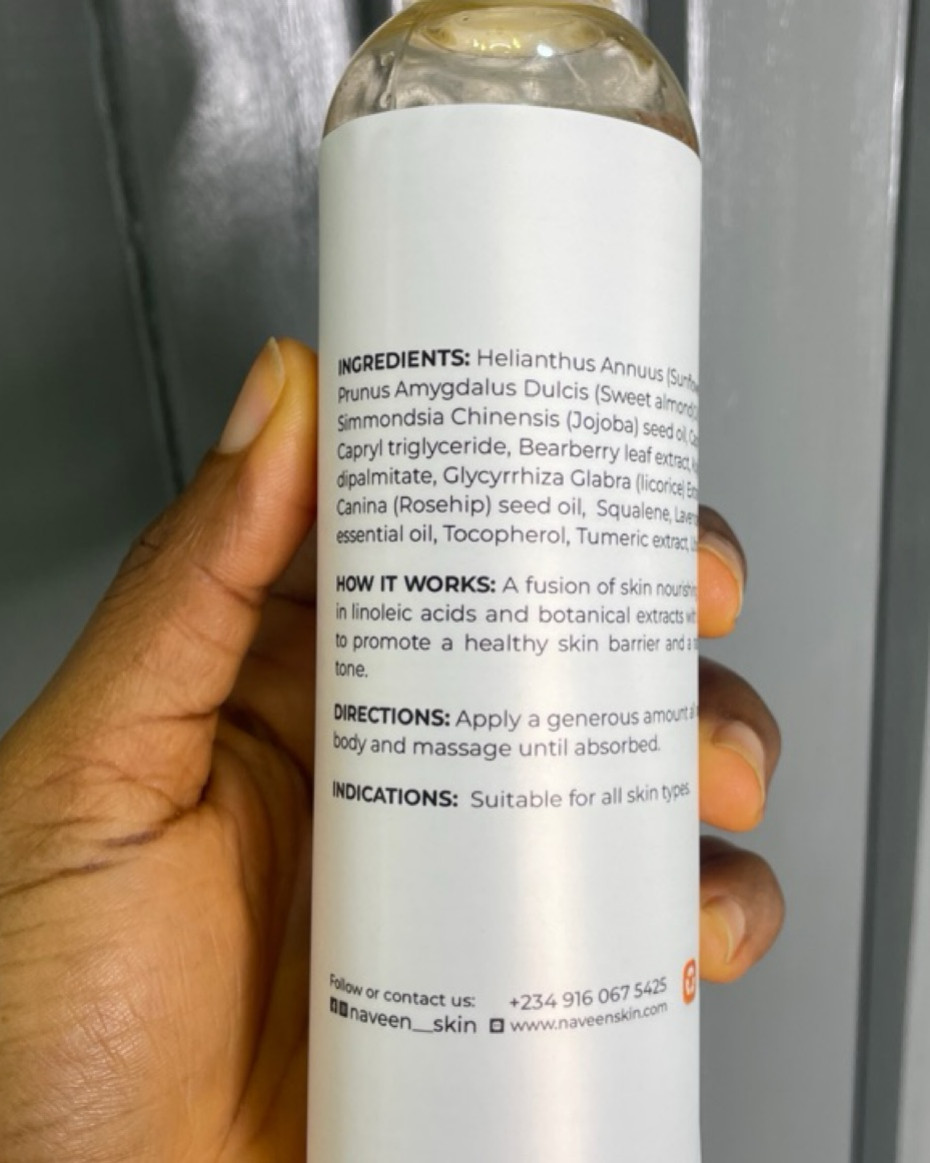 INGREDIENTS: Helianthus Annuus
Prunus Amygdalus Dulcis (Sweet almond)
Simmondsia Chinensis (Jojoba) seed oil,
Capryl triglyceride, Bearberry leaf extract,
dipalmitate, Glycyrrhiza Glabra (licorice)
Canina (Rosehip) seed oil, Squalene,
essential oil, Tocopherol, Tumeric extract,
HOW IT WORKS: A fusion of skin
in linoleic acids and botanical extracts
to promote a healthy skin barrier and a
tone.
DIRECTIONS: Apply a generous amount
body and massage until absorbed.
INDICATIONS: Suitable for all skin types.
Follow or contact us: +234 916 067 5425
naveen__skin www.naveenskin.com